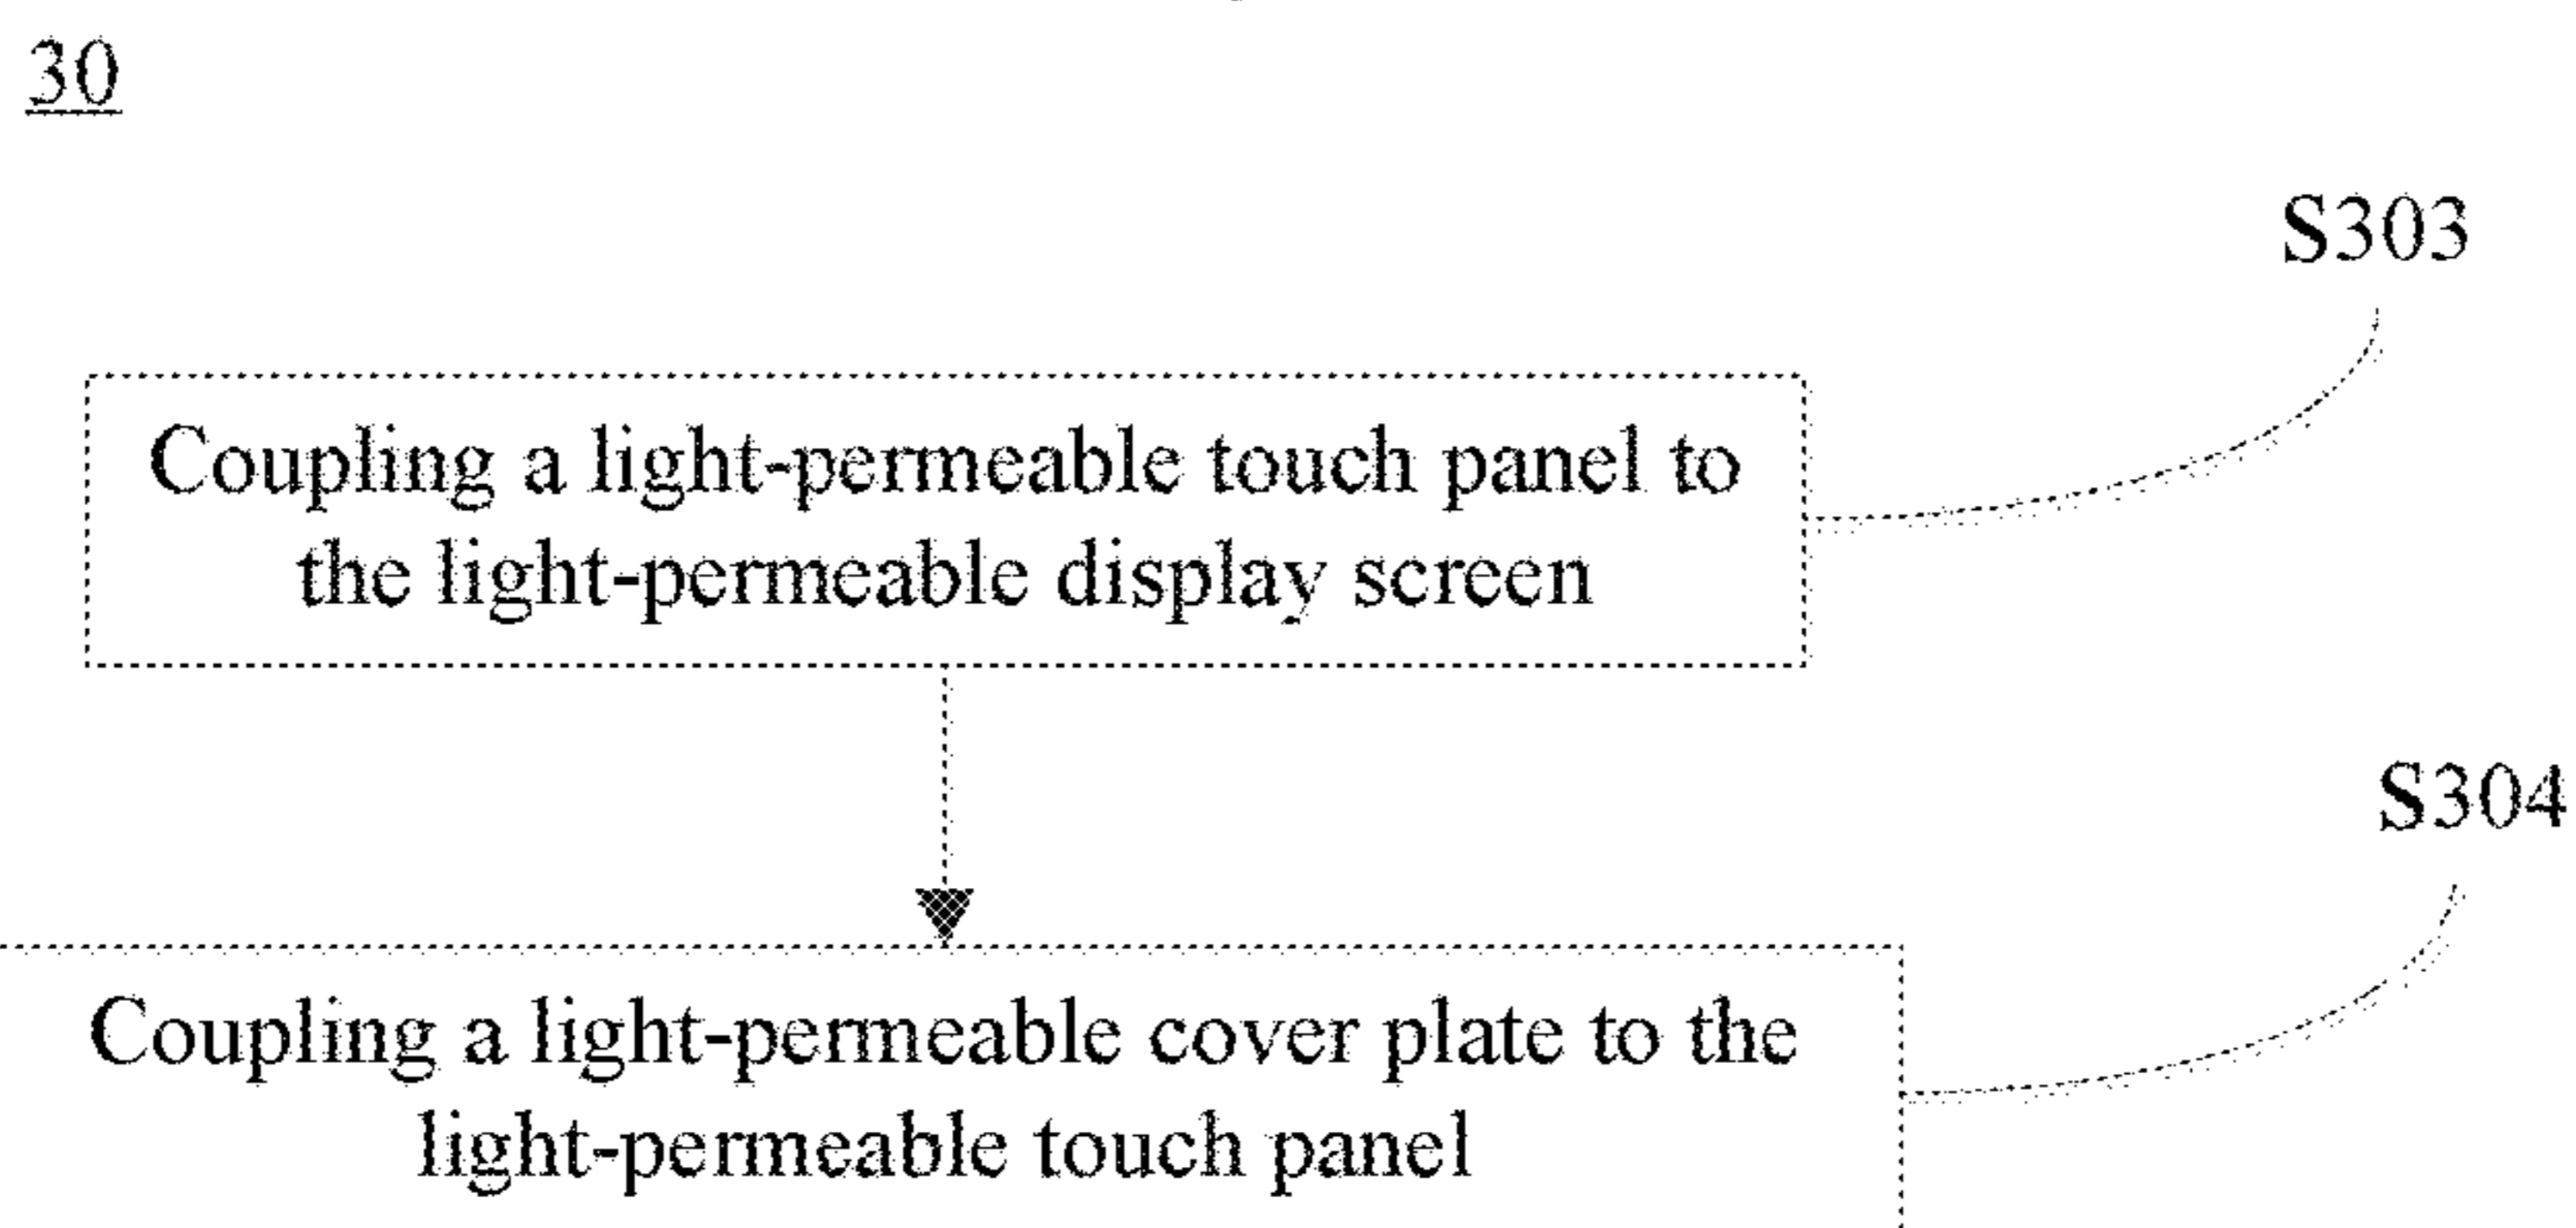 30
S303
Coupling a light-permeable touch panel to
the light-permeable display screen
S304
Coupling a light-permeable cover plate to the
light-permeable touch panel